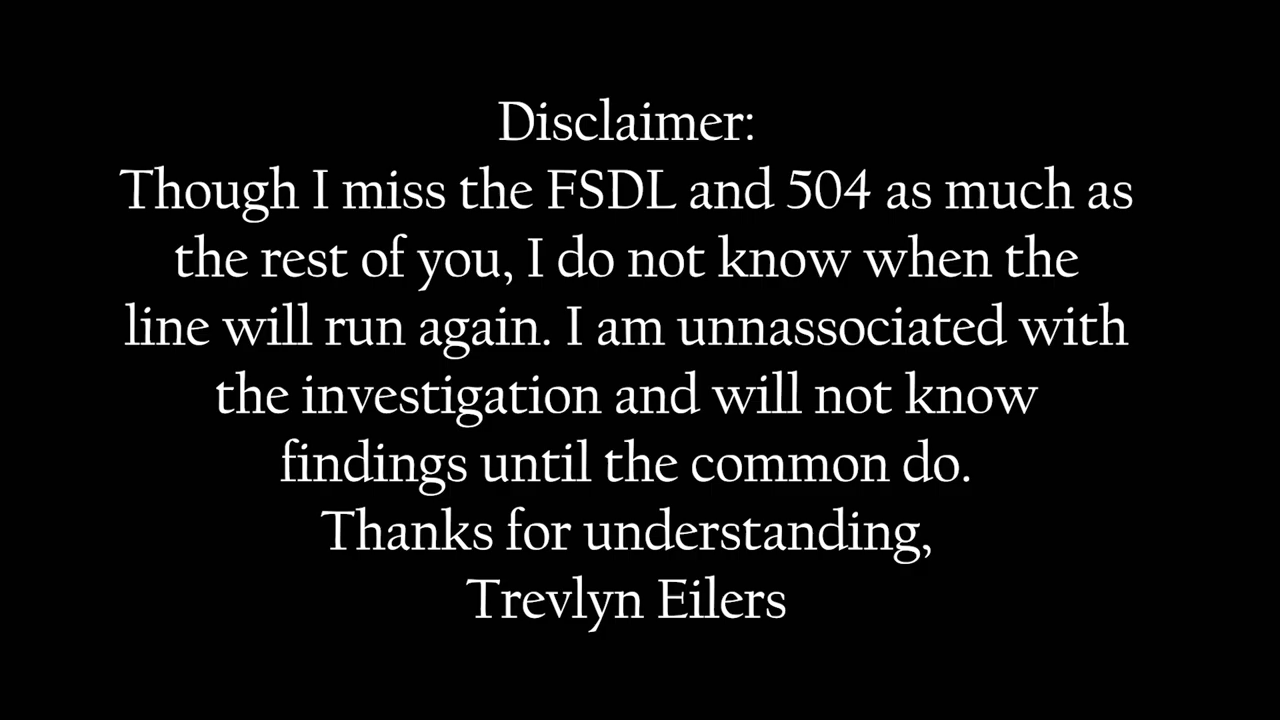 Disclaimer:
Though I miss the FSDL and 504 as much as
the rest of you, I do not know when the
line will run again. I am unnassociated with
the investigation and will not know
findings until the common do.
Thanks for understanding,
Trevlyn Eilers